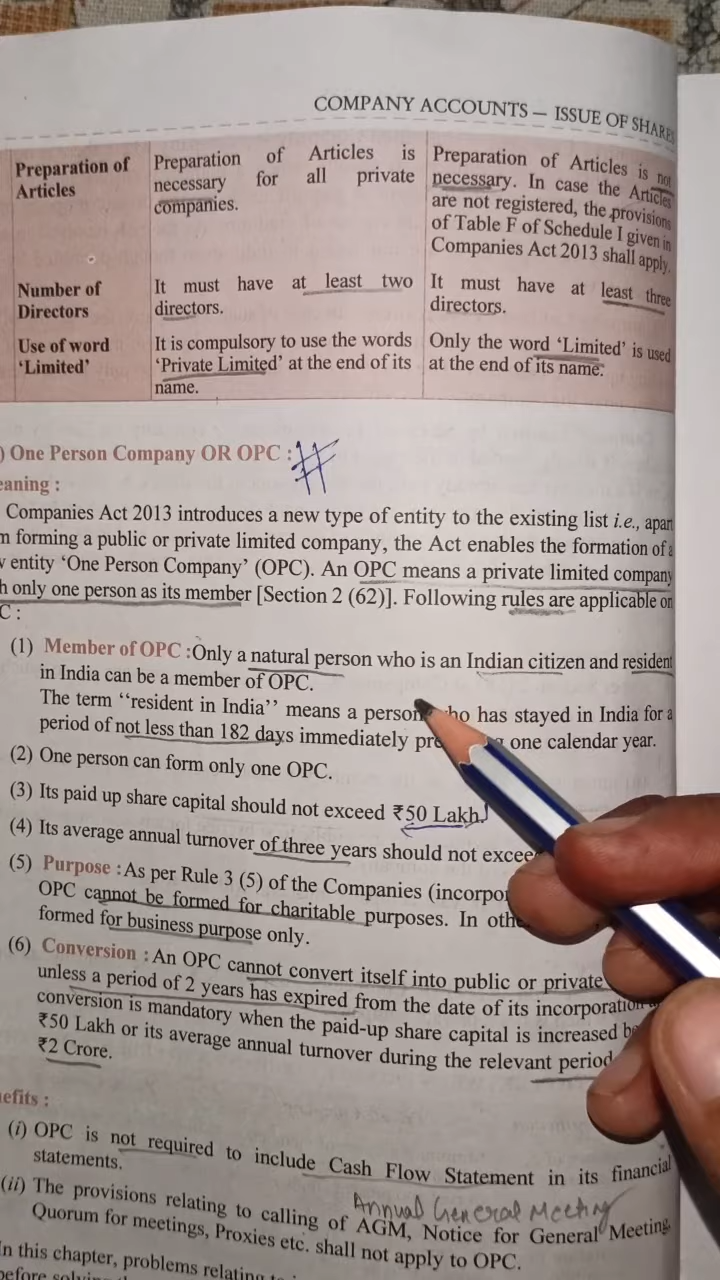 COMPANY ACCOUNTS — ISSUE OF SHARES
Preparation of Articles
Preparation of Articles is
necessary for all private
companies.
Preparation of Articles is not
necessary. In case the Articles
are not registered, the provisions
of Table F of Schedule I given in
Companies Act 2013 shall apply.
Number of Directors
It must have at least two
directors.
It must have at least three
directors.
Use of word 'Limited'
It is compulsory to use the words
'Private Limited' at the end of its
name.
Only the word 'Limited' is used
at the end of its name.
) One Person Company OR OPC : #
eaning :
Companies Act 2013 introduces a new type of entity to the existing list i.e., apart
m forming a public or private limited company, the Act enables the formation of a
entity 'One Person Company' (OPC). An OPC means a private limited company
h only one person as its member [Section 2 (62)]. Following rules are applicable on
C :
(1) Member of OPC : Only a natural person who is an Indian citizen and resident
in India can be a member of OPC.
The term ‘‘resident in India’’ means a person who has stayed in India for a
period of not less than 182 days immediately one calendar year.
(2) One person can form only one OPC.
(3) Its paid up share capital should not exceed ₹50 Lakh.
(4) Its average annual turnover of three years should not excee
(5) Purpose : As per Rule 3 (5) of the Companies (incorpo
OPC cannot be formed for charitable purposes. In othe
formed for business purpose only.
(6) Conversion : An OPC cannot convert itself into public or private
unless a period of 2 years has expired from the date of its incorporation
conversion is mandatory when the paid-up share capital is increased b
₹50 Lakh or its average annual turnover during the relevant period
₹2 Crore.
efits :
(i) OPC is not required to include Cash Flow Statement in its financial
statements.
Annual General Meeting
(ii) The provisions relating to calling of AGM, Notice for General Meeting,
Quorum for meetings, Proxies etc. shall not apply to OPC.
In this chapter, problems relating
before